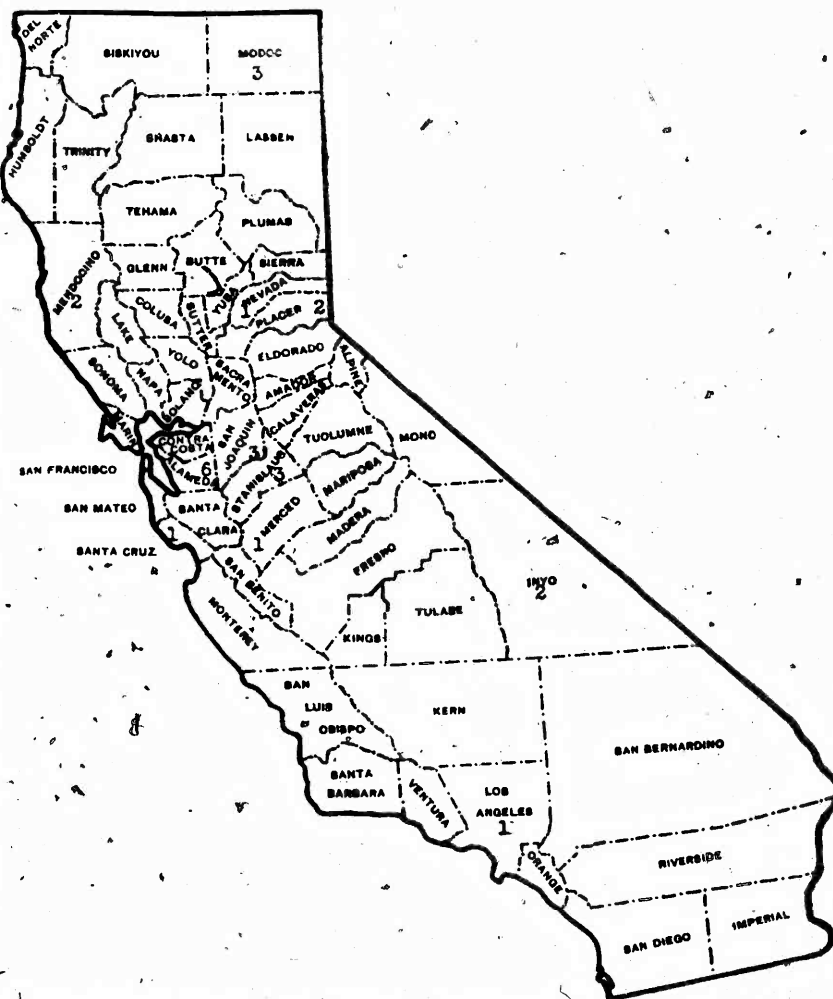 DEL NORTE
SISKIYOU
MODOC
3
HUMBOLDT
TRINITY
SHASTA
LASSEN
TEHAMA
PLUMAS
MENDOCINO
2
GLENN
BUTTE
SIERRA
COLUSA
SUTTER
YUBA
NEVADA
1
PLACER
2
LAKE
YOLO
ELDORADO
SONOMA
NAPA
SOLANO
SACRA
MENTO
AMADOR
ALPINE
MARIN
CONTRA
COSTA
SAN
JOAQUIN
3
CALAVERAS
TUOLUMNE
MONO
ALAMEDA
6
STANISLAUS
3
MARIPOSA
SAN FRANCISCO
SAN MATEO
SANTA
CLARA
MERCED
1
MADERA
SANTA CRUZ
SAN BENITO
FRESNO
INYO
2
MONTEREY
KINGS
TULARE
SAN
LUIS
OBISPO
KERN
SAN BERNARDINO
SANTA
BARBARA
VENTURA
LOS
ANGELES
1
ORANGE
RIVERSIDE
SAN DIEGO
IMPERIAL